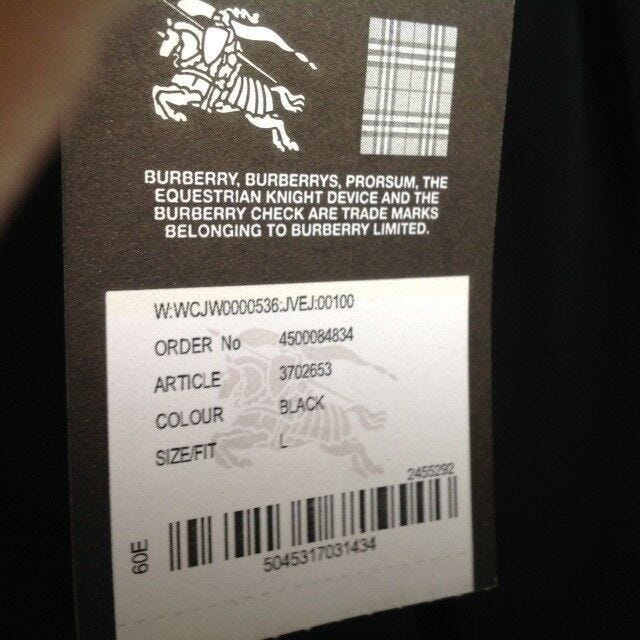 BURBERRY, BURBERRYS, PRORSUM, THE
EQUESTRIAN KNIGHT DEVICE AND THE
BURBERRY CHECK ARE TRADE MARKS
BELONGING TO BURBERRY LIMITED.
W:WCJW0000536:JVEJ:00100
ORDER No 4500084834
ARTICLE 3702653
COLOUR BLACK
SIZE/FIT L
2455292
60E
5045317031434